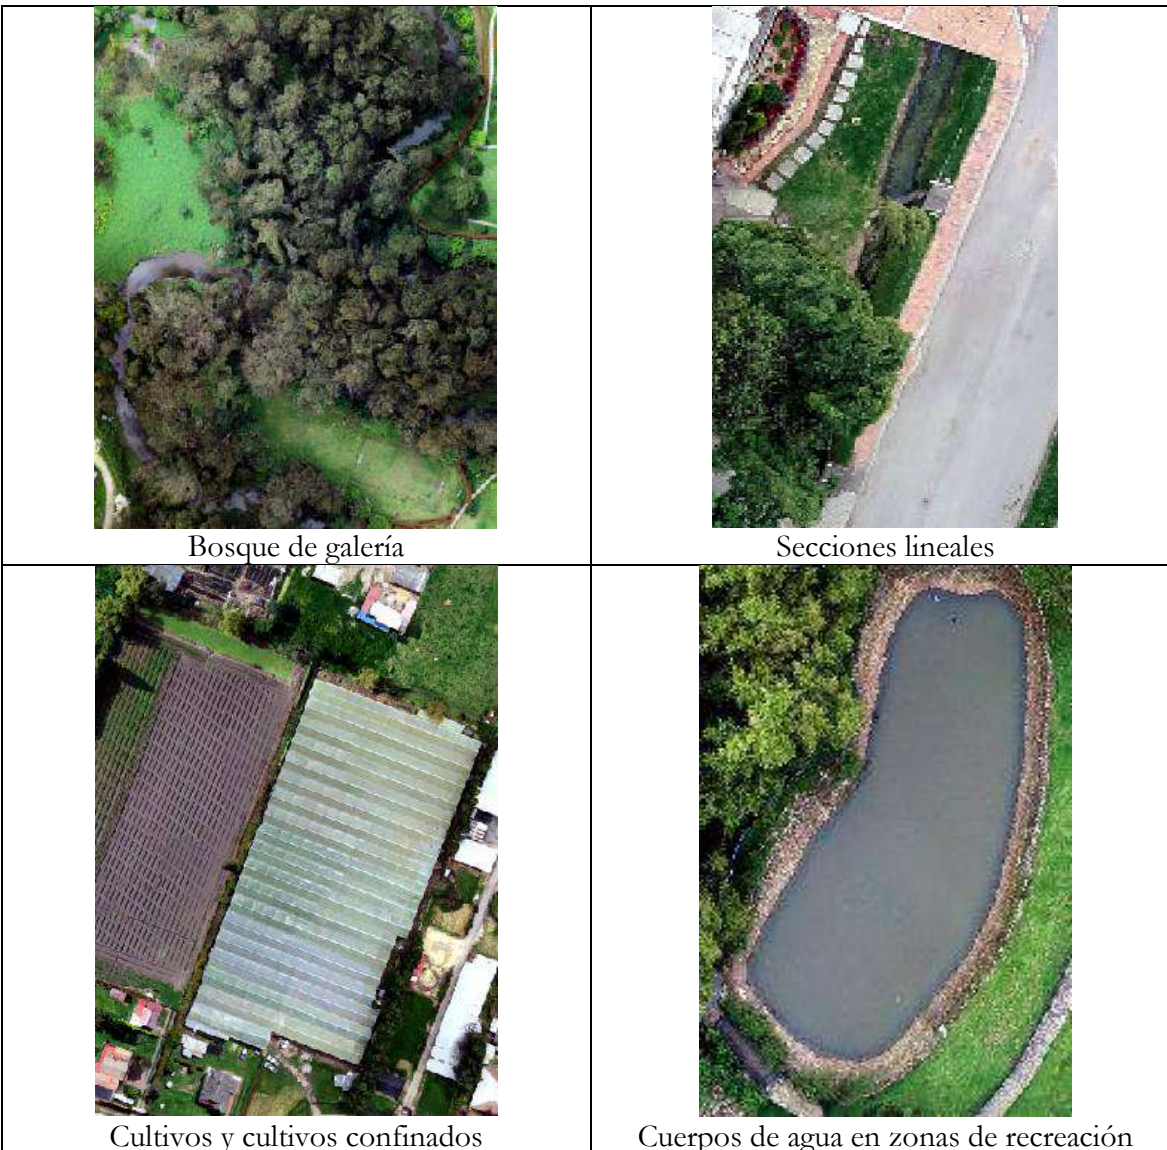 Bosque de galería
Secciones lineales
Cultivos y cultivos confinados
Cuerpos de agua en zonas de recreación